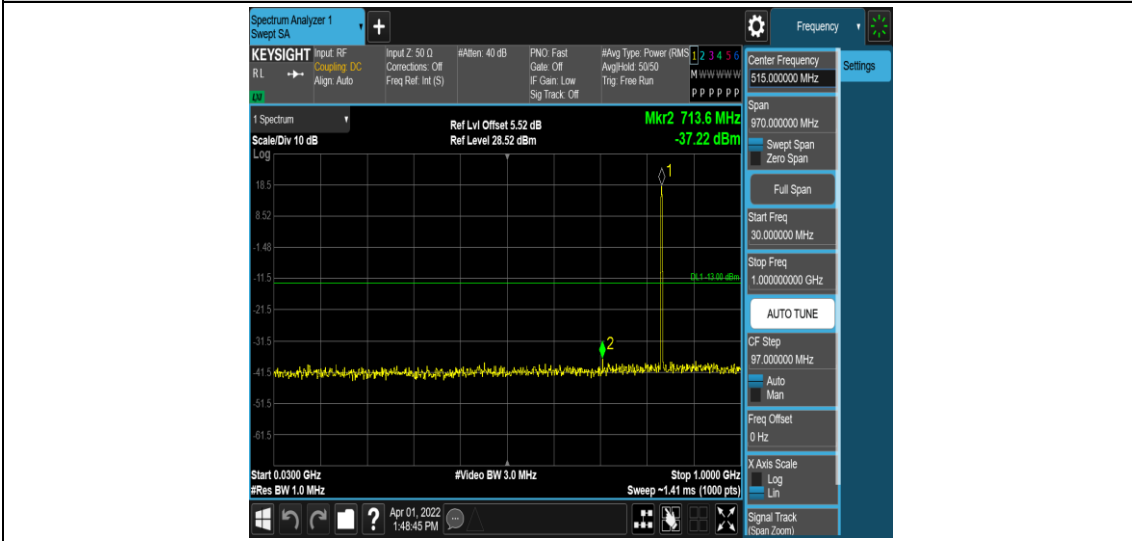 Spectrum Analyzer 1
Swept SA
+
Frequency
KEYSIGHT
RL
Input: RF
Coupling: DC
Align: Auto
Input Z: 50 Ω
Corrections: Off
Freq Ref: Int (S)
#Atten: 40 dB
PNO: Fast
Gate: Off
IF Gain: Low
Sig Track: Off
#Avg Type: Power (RMS
Avg|Hold: 50/50
Trig: Free Run
1 2 3 4 5 6
M W W W W W
P P P P P P
1 Spectrum
Scale/Div 10 dB
Log
Ref Lvl Offset 5.52 dB
Ref Level 28.52 dBm
Mkr2 713.6 MHz
-37.22 dBm
1
18.5
8.52
-1.48
-11.5
DL1 -13.00 dBm
-21.5
-31.5
2
-41.5
-51.5
-61.5
Start 0.0300 GHz
#Res BW 1.0 MHz
#Video BW 3.0 MHz
Stop 1.0000 GHz
Sweep ~1.41 ms (1000 pts)
Center Frequency
515.000000 MHz
Settings
Span
970.000000 MHz
Swept Span
Zero Span
Full Span
Start Freq
30.000000 MHz
Stop Freq
1.000000000 GHz
AUTO TUNE
CF Step
97.000000 MHz
Auto
Man
Freq Offset
0 Hz
X Axis Scale
Log
Lin
Signal Track
(Span Zoom)
?
Apr 01, 2022
1:48:45 PM